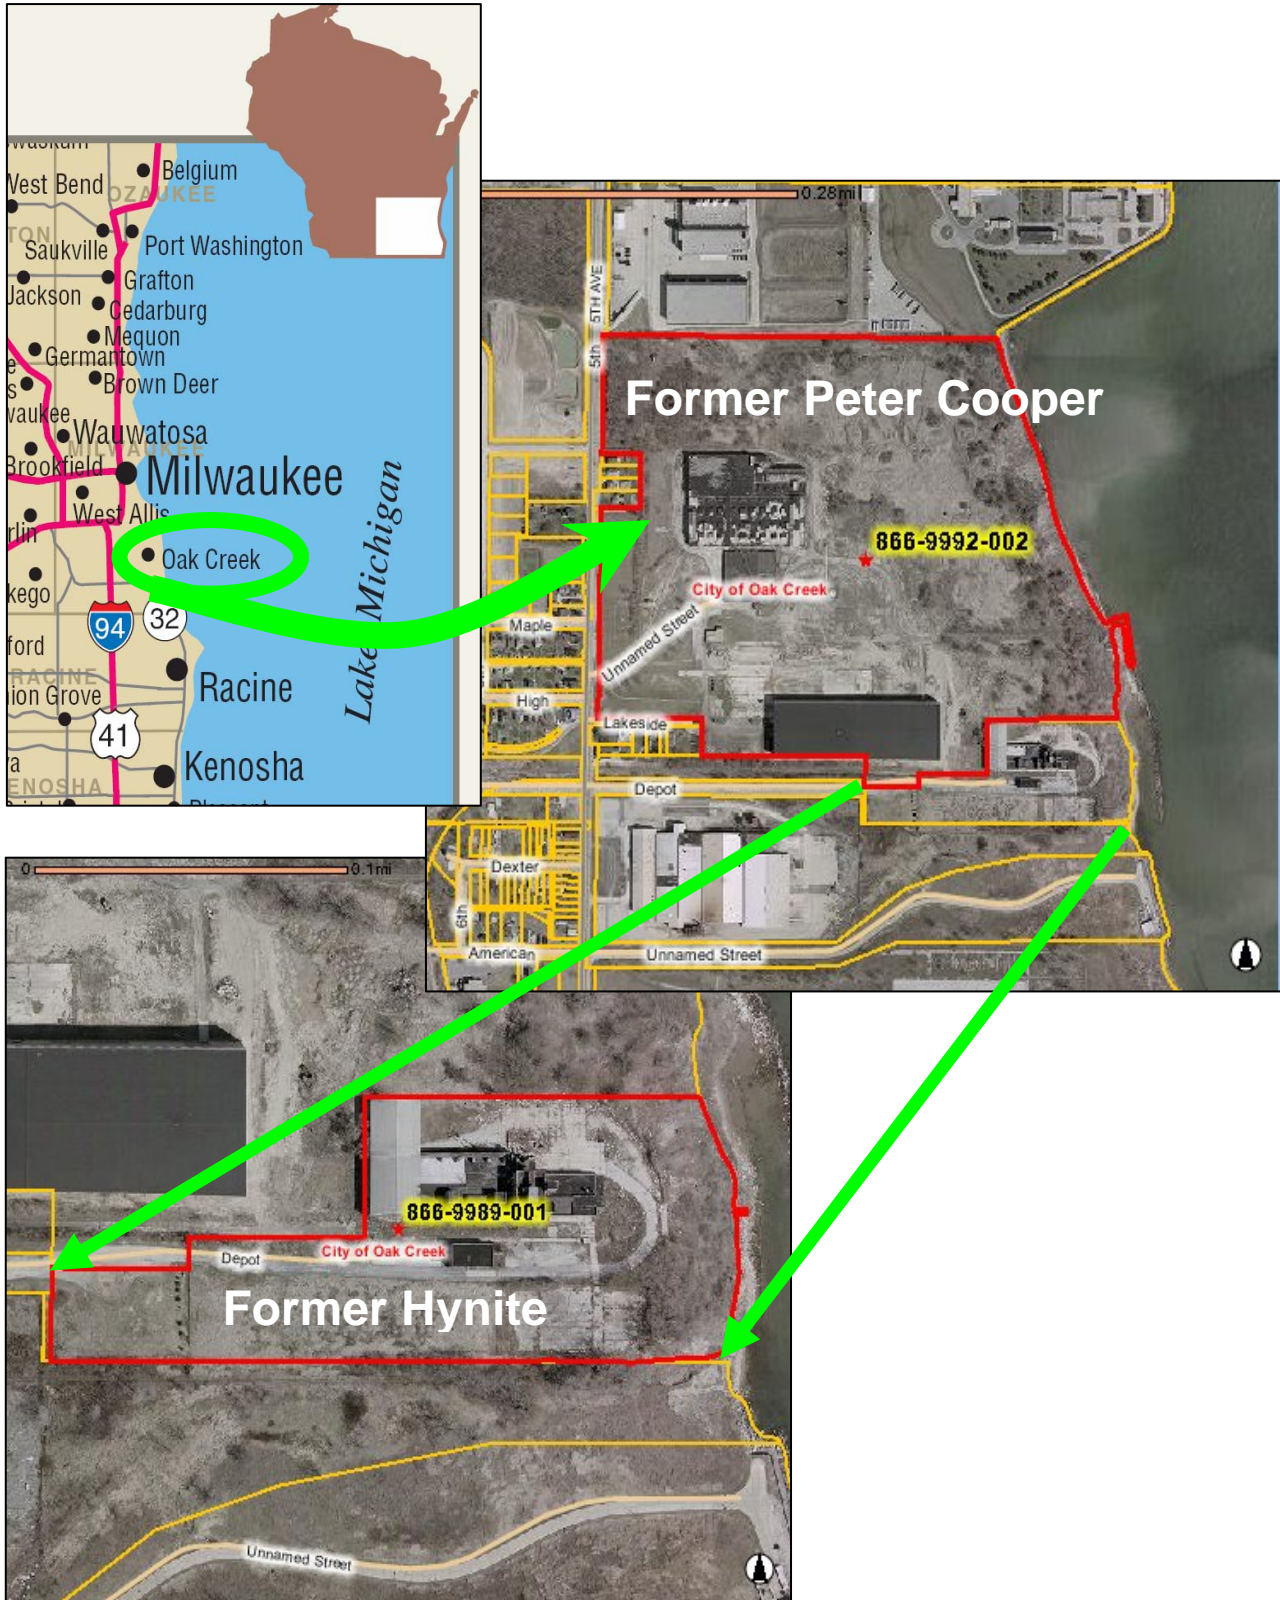 Belgium
West Bend
OZAUKEE
Saukville
Port Washington
Grafton
Jackson
Cedarburg
Mequon
Germantown
Brown Deer
Wauwatosa
MILWAUKEE
Brookfield
Milwaukee
West Allis
Oak Creek
94
32
RACINE
Racine
41
Kenosha
Lake Michigan
0.28mi
5TH AVE
5th
Former Peter Cooper
866-9992-002
City of Oak Creek
Unnamed Street
Maple
High
Lakeside
Depot
Dexter
6th
American
Unnamed Street
0
0.1mi
866-9989-001
City of Oak Creek
Depot
Former Hynite
Unnamed Street